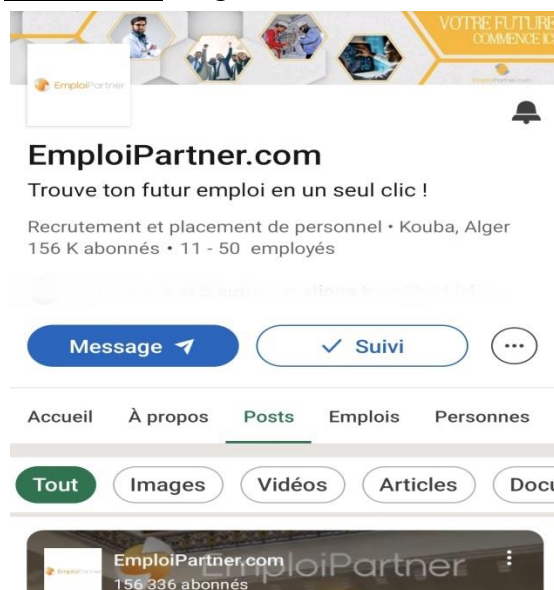 VOTRE FUTURE
COMMENCE IC
EmploiPartner
EmploiPartner.com
EmploiPartner.com
Trouve ton futur emploi en un seul clic !
Recrutement et placement de personnel • Kouba, Alger
156 K abonnés • 11 - 50 employés
Message
✓ Suivi
Accueil À propos Posts Emplois Personnes
Tout Images Vidéos Articles Docu
EmploiPartner.com
EmploiPartner
156 336 abonnés